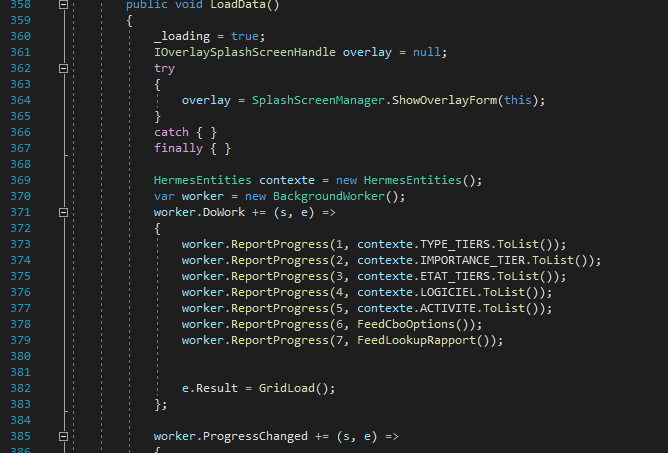 358 public void LoadData()
359 {
360 _loading = true;
361 IOverlaySplashScreenHandle overlay = null;
362 try
363 {
364 overlay = SplashScreenManager.ShowOverlayForm(this);
365 }
366 catch { }
367 finally { }
368
369 HermesEntities contexte = new HermesEntities();
370 var worker = new BackgroundWorker();
371 worker.DoWork += (s, e) =>
372 {
373 worker.ReportProgress(1, contexte.TYPE_TIERS.ToList());
374 worker.ReportProgress(2, contexte.IMPORTANCE_TIER.ToList());
375 worker.ReportProgress(3, contexte.ETAT_TIERS.ToList());
376 worker.ReportProgress(4, contexte.LOGICIEL.ToList());
377 worker.ReportProgress(5, contexte.ACTIVITE.ToList());
378 worker.ReportProgress(6, FeedCboOptions());
379 worker.ReportProgress(7, FeedLookupRapport());
380
381
382 e.Result = GridLoad();
383 };
384
385 worker.ProgressChanged += (s, e) =>
386 {